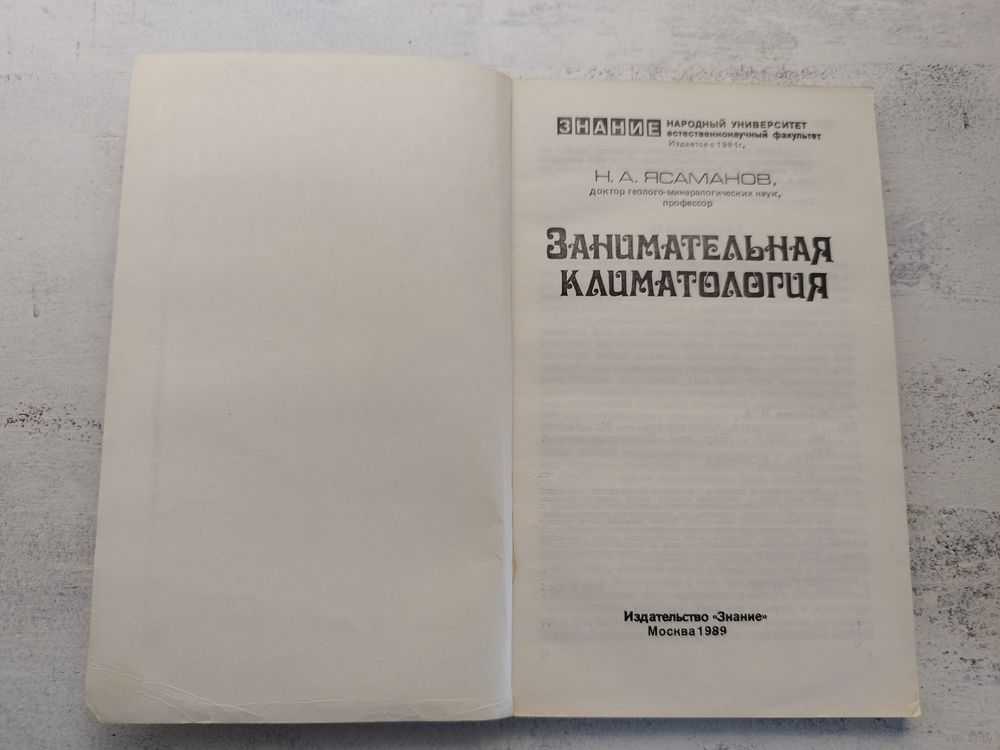 ЗНАНИЕ НАРОДНЫЙ УНИВЕРСИТЕТ
естественнонаучный факультет
Издается с 1961г.
Н. А. ЯСАМАНОВ,
доктор геолого-минералогических наук,
профессор
ЗАНИМАТЕЛЬНАЯ
КЛИМАТОЛОГИЯ
Издательство «Знание»
Москва 1989